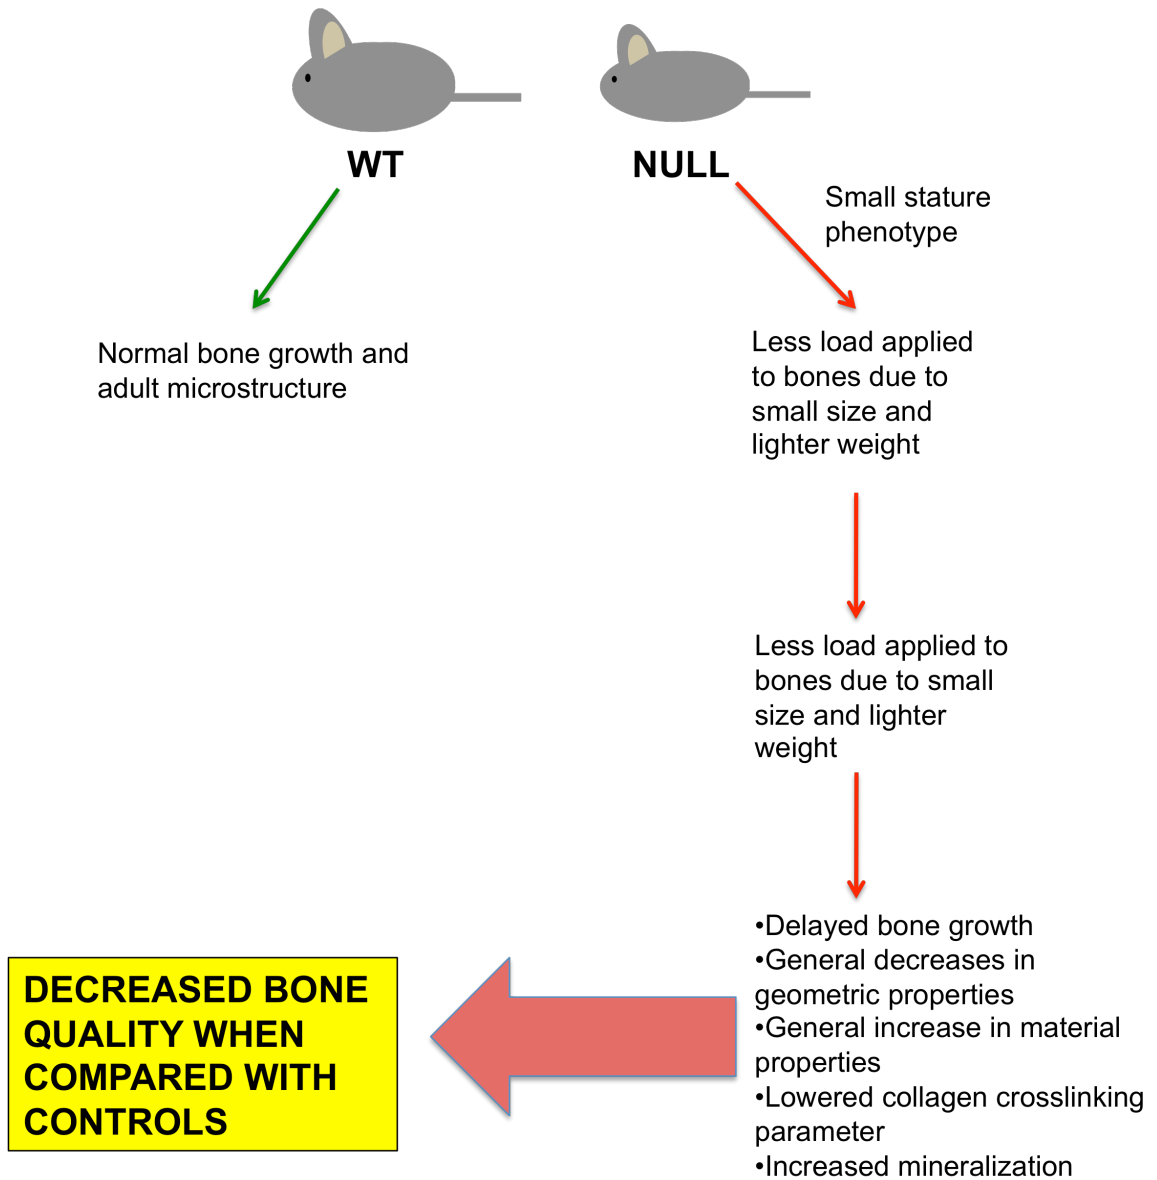 WT
NULL
Small stature
phenotype
Normal bone growth and
adult microstructure
Less load applied
to bones due to
small size and
lighter weight
Less load applied to
bones due to small
size and lighter
weight
•Delayed bone growth
•General decreases in
geometric properties
•General increase in material
properties
•Lowered collagen crosslinking
parameter
•Increased mineralization
DECREASED BONE
QUALITY WHEN
COMPARED WITH
CONTROLS